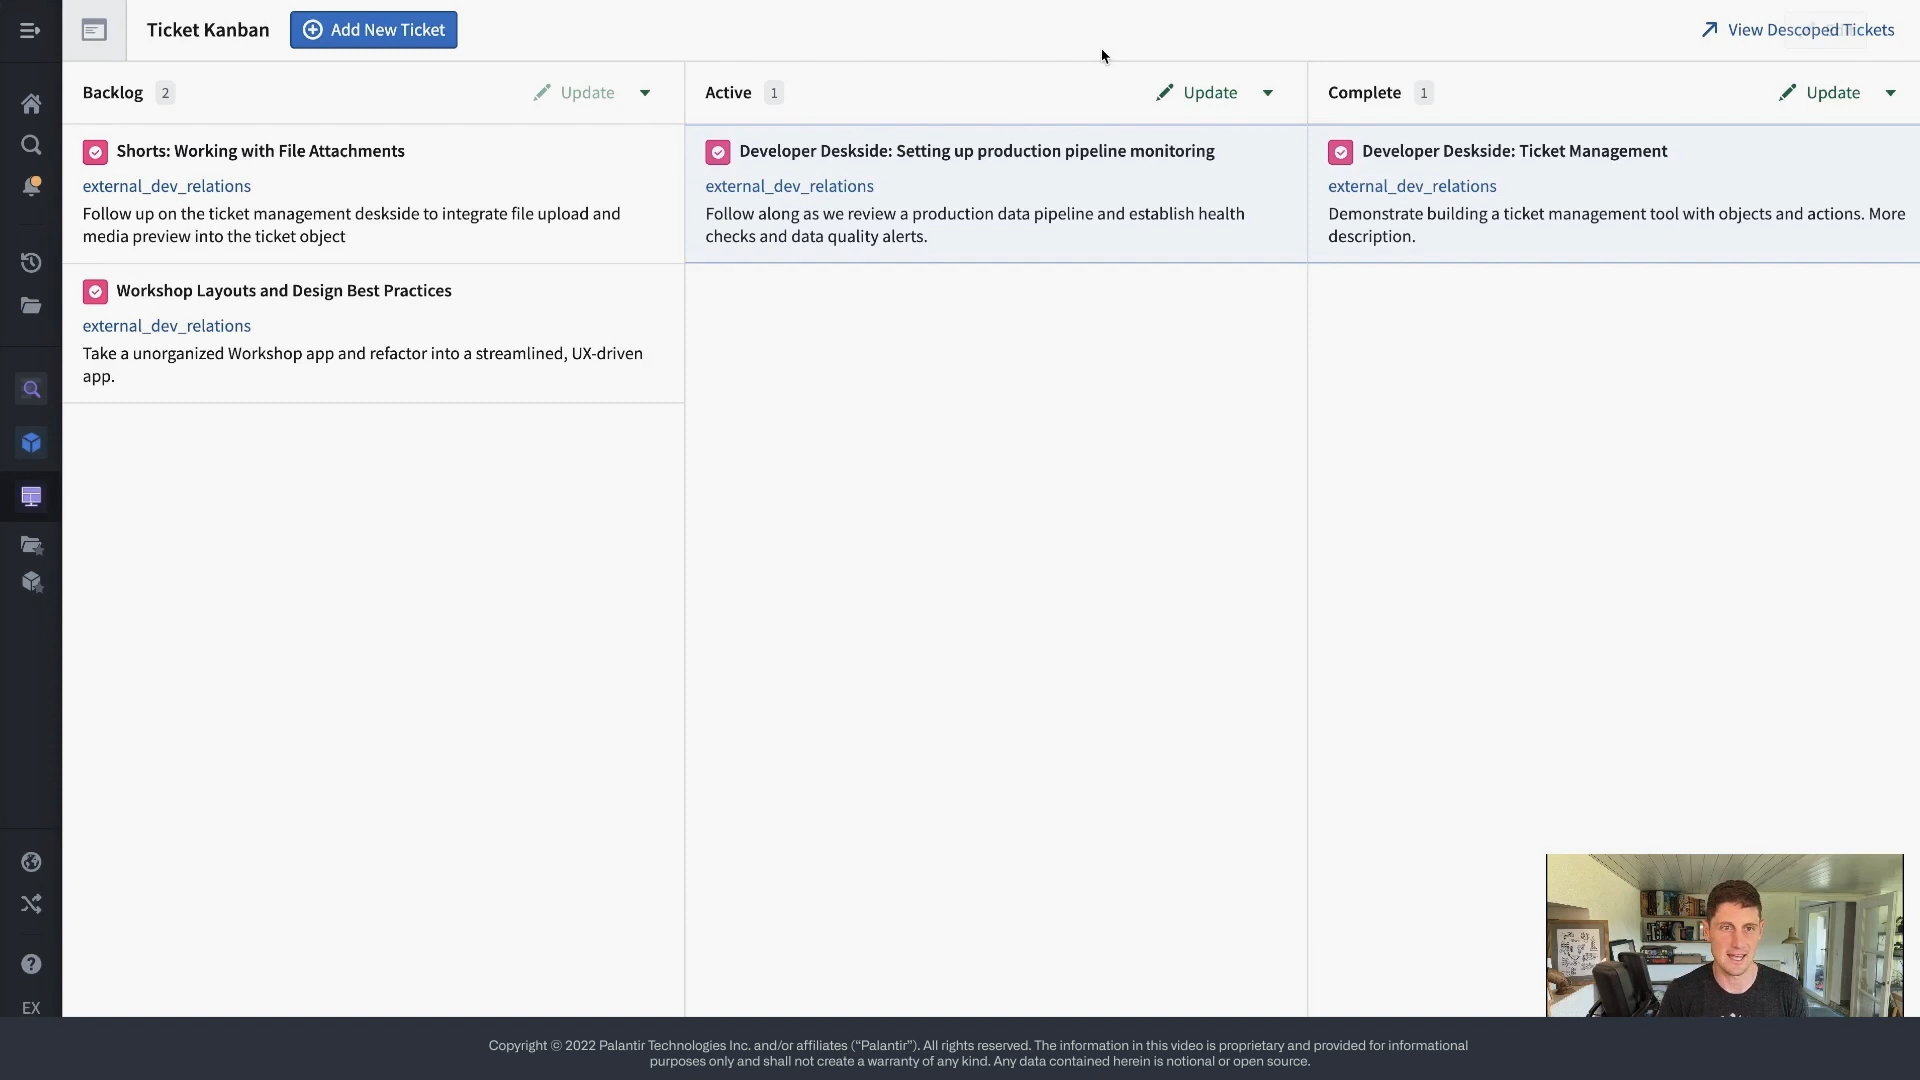 Ticket Kanban
Add New Ticket
View Descoped Tickets
Backlog 2
Update
Active 1
Update
Complete 1
Update
Shorts: Working with File Attachments
external_dev_relations
Follow up on the ticket management deskside to integrate file upload and
media preview into the ticket object
Workshop Layouts and Design Best Practices
external_dev_relations
Take a unorganized Workshop app and refactor into a streamlined, UX-driven
app.
Developer Deskside: Setting up production pipeline monitoring
external_dev_relations
Follow along as we review a production data pipeline and establish health
checks and data quality alerts.
Developer Deskside: Ticket Management
external_dev_relations
Demonstrate building a ticket management tool with objects and actions. More
description.
EX
Copyright © 2022 Palantir Technologies Inc. and/or affiliates (“Palantir”). All rights reserved. The information in this video is proprietary and provided for informational
purposes only and shall not create a warranty of any kind. Any data contained herein is notional or open source.